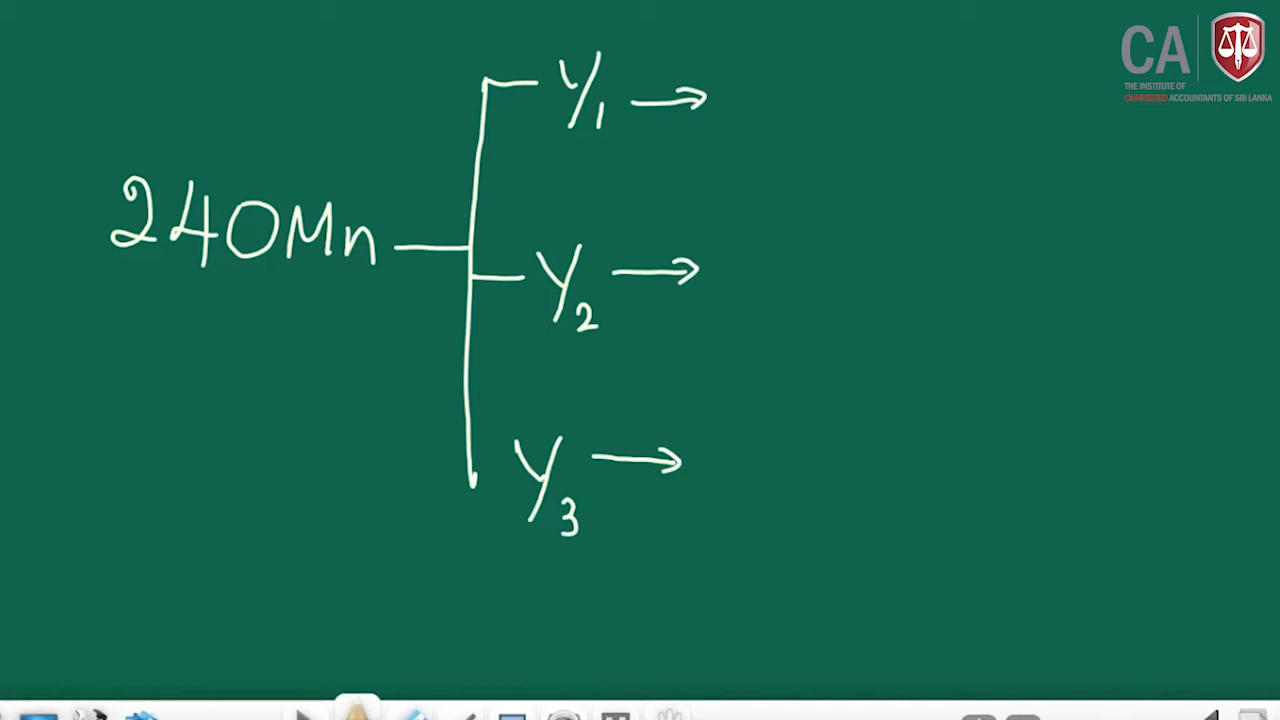 CA
THE INSTITUTE OF
CHARTERED ACCOUNTANTS OF SRI LANKA
Y1 →
240Mn
Y2 →
Y3 →